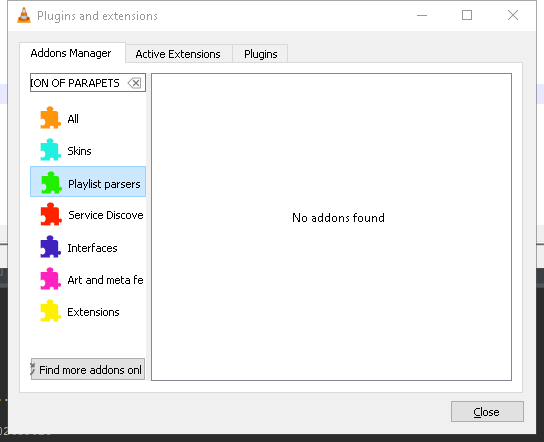 Plugins and extensions
Addons Manager
Active Extensions
Plugins
ION OF PARAPETS
All
Skins
Playlist parsers
Service Discove
Interfaces
Art and meta fe
Extensions
No addons found
Find more addons onl
Close